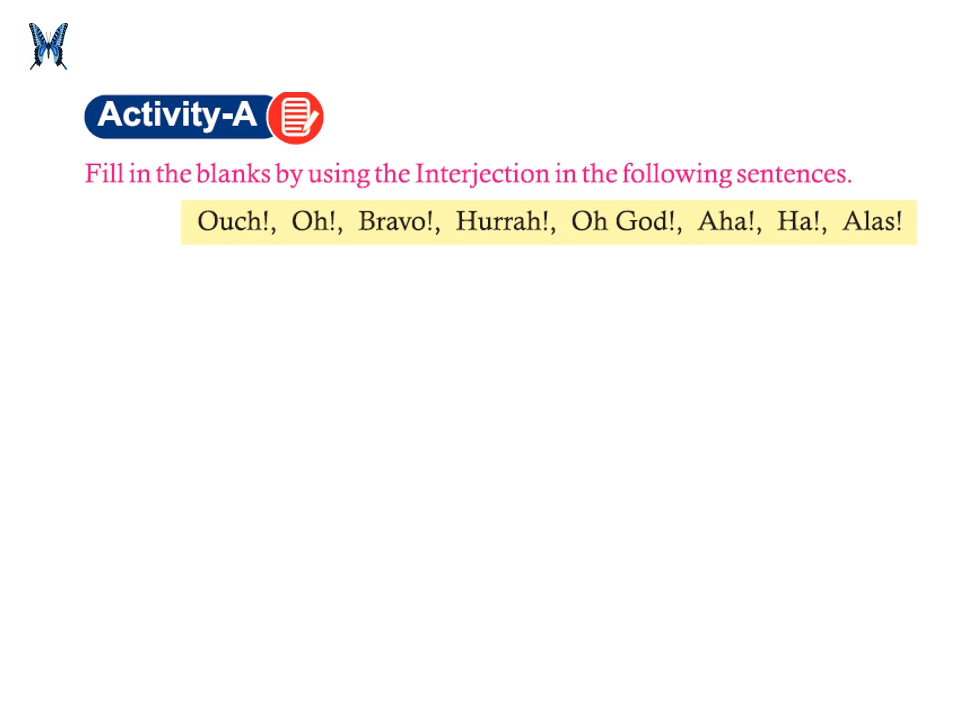 Activity-A
Fill in the blanks by using the Interjection in the following sentences.
Ouch!, Oh!, Bravo!, Hurrah!, Oh God!, Aha!, Ha!, Alas!